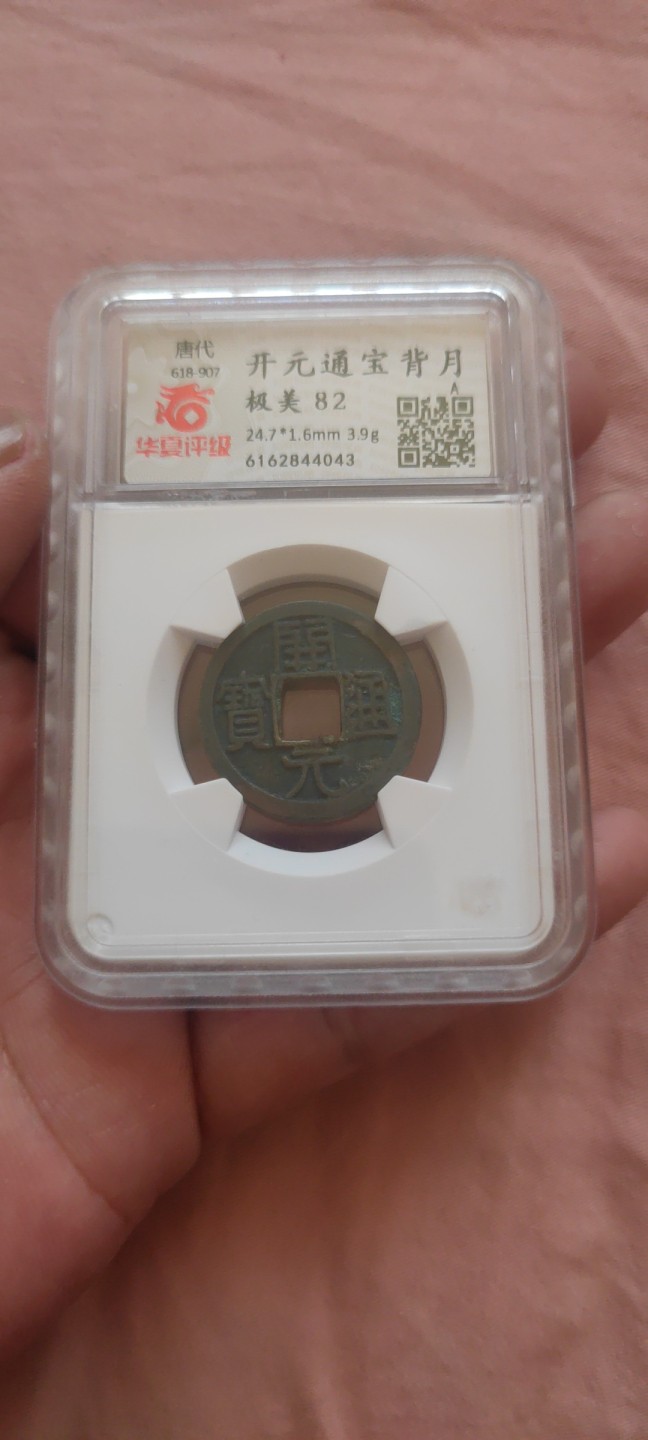 唐代
618-907
华夏评级
开元通宝背月
极美 82
A
24.7*1.6mm 3.9g
6162844043
開
元
通
寶